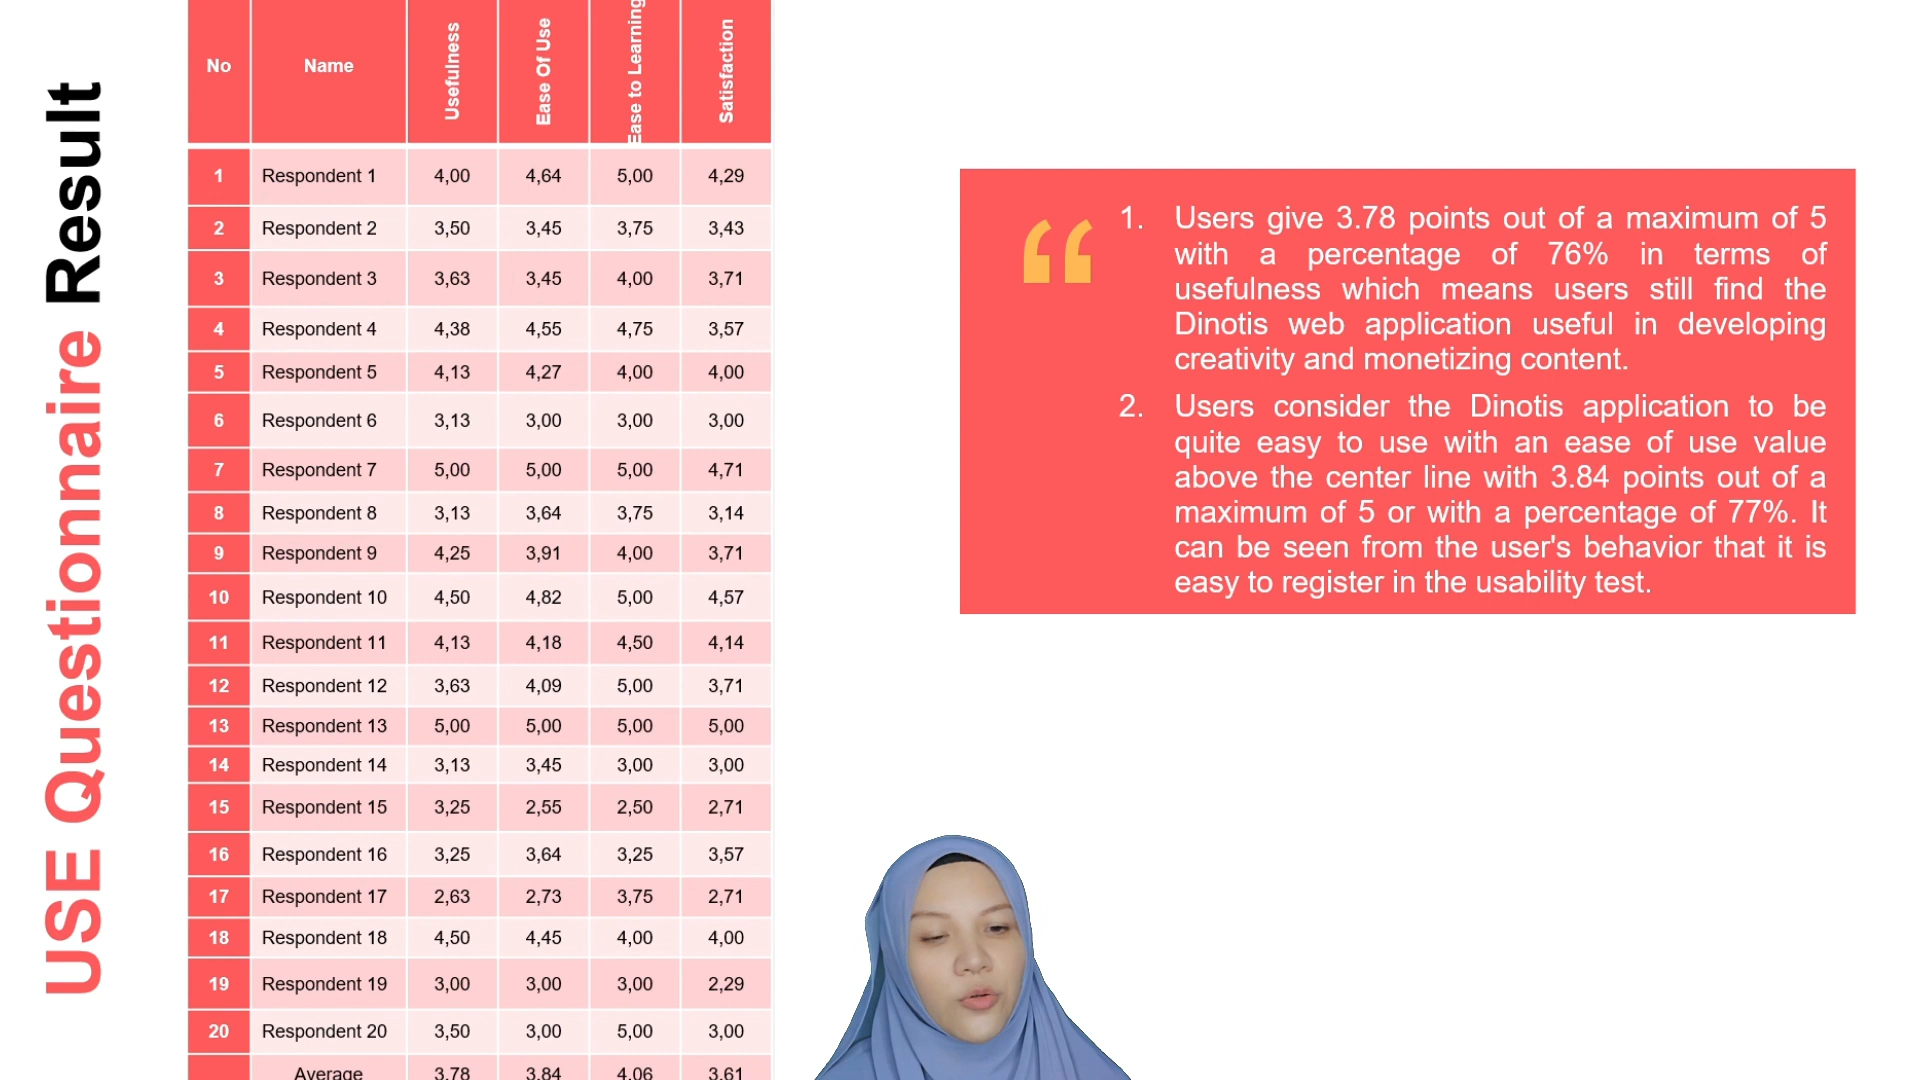 USE Questionnaire Result
No Name Usefulness Ease Of Use Ease to Learning Satisfaction
1 Respondent 1 4,00 4,64 5,00 4,29
2 Respondent 2 3,50 3,45 3,75 3,43
3 Respondent 3 3,63 3,45 4,00 3,71
4 Respondent 4 4,38 4,55 4,75 3,57
5 Respondent 5 4,13 4,27 4,00 4,00
6 Respondent 6 3,13 3,00 3,00 3,00
7 Respondent 7 5,00 5,00 5,00 4,71
8 Respondent 8 3,13 3,64 3,75 3,14
9 Respondent 9 4,25 3,91 4,00 3,71
10 Respondent 10 4,50 4,82 5,00 4,57
11 Respondent 11 4,13 4,18 4,50 4,14
12 Respondent 12 3,63 4,09 5,00 3,71
13 Respondent 13 5,00 5,00 5,00 5,00
14 Respondent 14 3,13 3,45 3,00 3,00
15 Respondent 15 3,25 2,55 2,50 2,71
16 Respondent 16 3,25 3,64 3,25 3,57
17 Respondent 17 2,63 2,73 3,75 2,71
18 Respondent 18 4,50 4,45 4,00 4,00
19 Respondent 19 3,00 3,00 3,00 2,29
20 Respondent 20 3,50 3,00 5,00 3,00
Average 3,78 3,84 4,06 3,61
“
1. Users give 3.78 points out of a maximum of 5
with a percentage of 76% in terms of
usefulness which means users still find the
Dinotis web application useful in developing
creativity and monetizing content.
2. Users consider the Dinotis application to be
quite easy to use with an ease of use value
above the center line with 3.84 points out of a
maximum of 5 or with a percentage of 77%. It
can be seen from the user's behavior that it is
easy to register in the usability test.